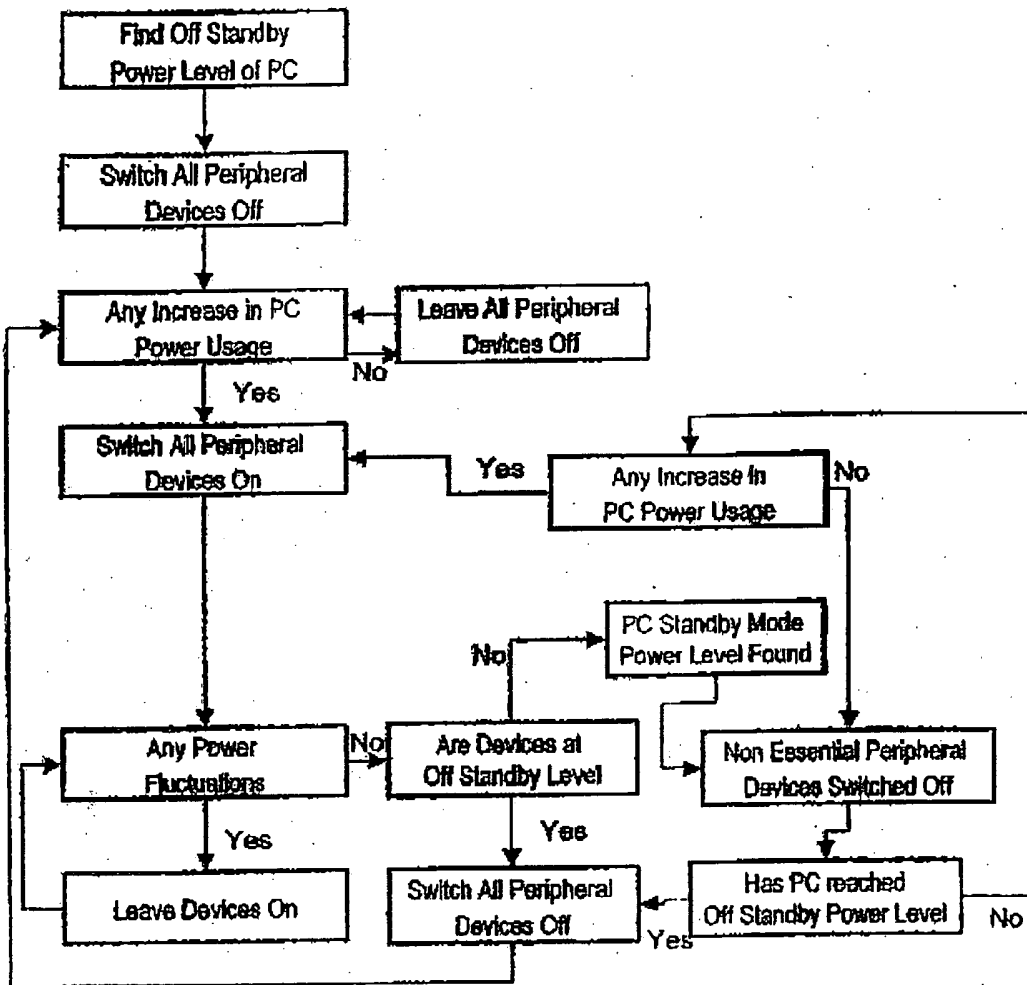 Find Off Standby
Power Level of PC
Switch All Peripheral
Devices Off
Any Increase in PC
Power Usage
Leave All Peripheral
Devices Off
No
Yes
Switch All Peripheral
Devices On
Yes
Any Increase In
PC Power Usage
No
PC Standby Mode
Power Level Found
No
Any Power
Fluctuations
No
Are Devices at
Off Standby Level
Non Essential Peripheral
Devices Switched Off
Yes
Yes
Leave Devices On
Switch All Peripheral
Devices Off
Yes
Has PC reached
Off Standby Power Level
No